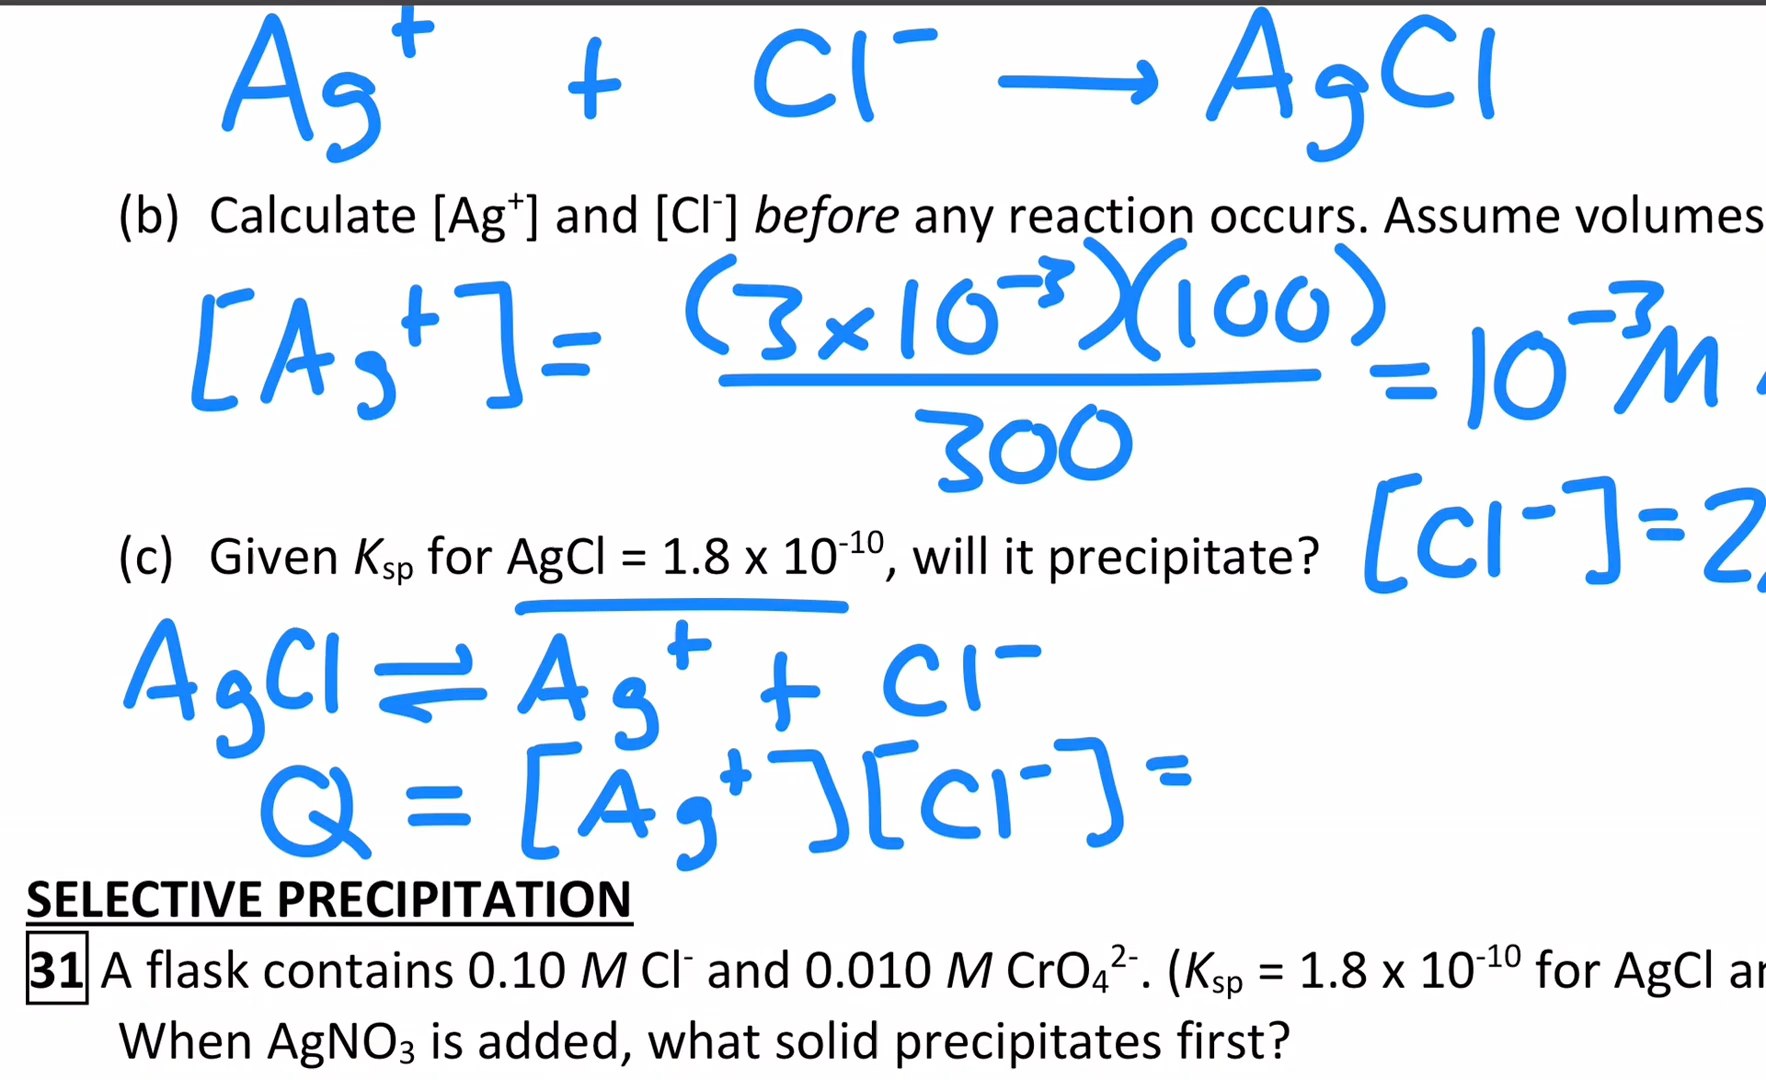 Ag⁺ + Cl⁻ → AgCl
(b) Calculate [Ag⁺] and [Cl⁻] before any reaction occurs. Assume volumes
[Ag⁺] = (3x10⁻³)(100) / 300 = 10⁻³M
[Cl⁻] = 2
(c) Given Ksp for AgCl = 1.8 x 10⁻¹⁰, will it precipitate?
AgCl ⇌ Ag⁺ + Cl⁻
Q = [Ag⁺][Cl⁻] =
SELECTIVE PRECIPITATION
31 A flask contains 0.10 M Cl⁻ and 0.010 M CrO₄²⁻. (Ksp = 1.8 x 10⁻¹⁰ for AgCl
When AgNO₃ is added, what solid precipitates first?